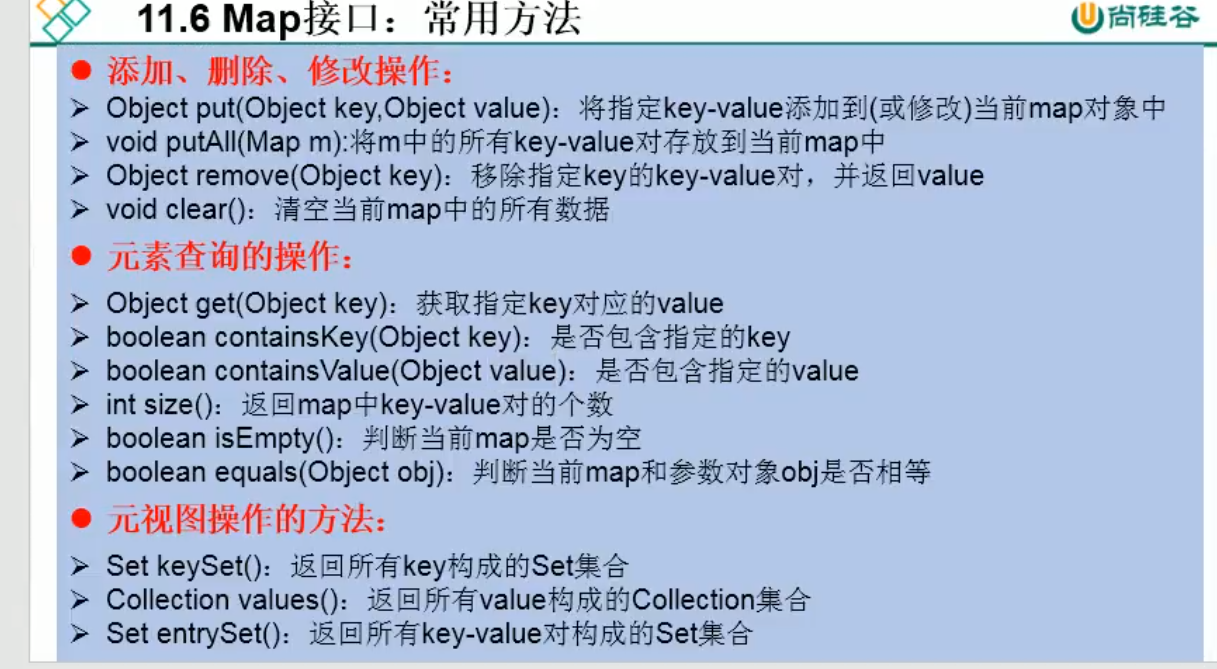 11.6 Map接口：常用方法
尚硅谷
添加、删除、修改操作：
Object put(Object key,Object value)：将指定key-value添加到(或修改)当前map对象中
void putAll(Map m):将m中的所有key-value对存放到当前map中
Object remove(Object key)：移除指定key的key-value对，并返回value
void clear()：清空当前map中的所有数据
元素查询的操作：
Object get(Object key)：获取指定key对应的value
boolean containsKey(Object key)：是否包含指定的key
boolean containsValue(Object value)：是否包含指定的value
int size()：返回map中key-value对的个数
boolean isEmpty()：判断当前map是否为空
boolean equals(Object obj)：判断当前map和参数对象obj是否相等
元视图操作的方法：
Set keySet()：返回所有key构成的Set集合
Collection values()：返回所有value构成的Collection集合
Set entrySet()：返回所有key-value对构成的Set集合